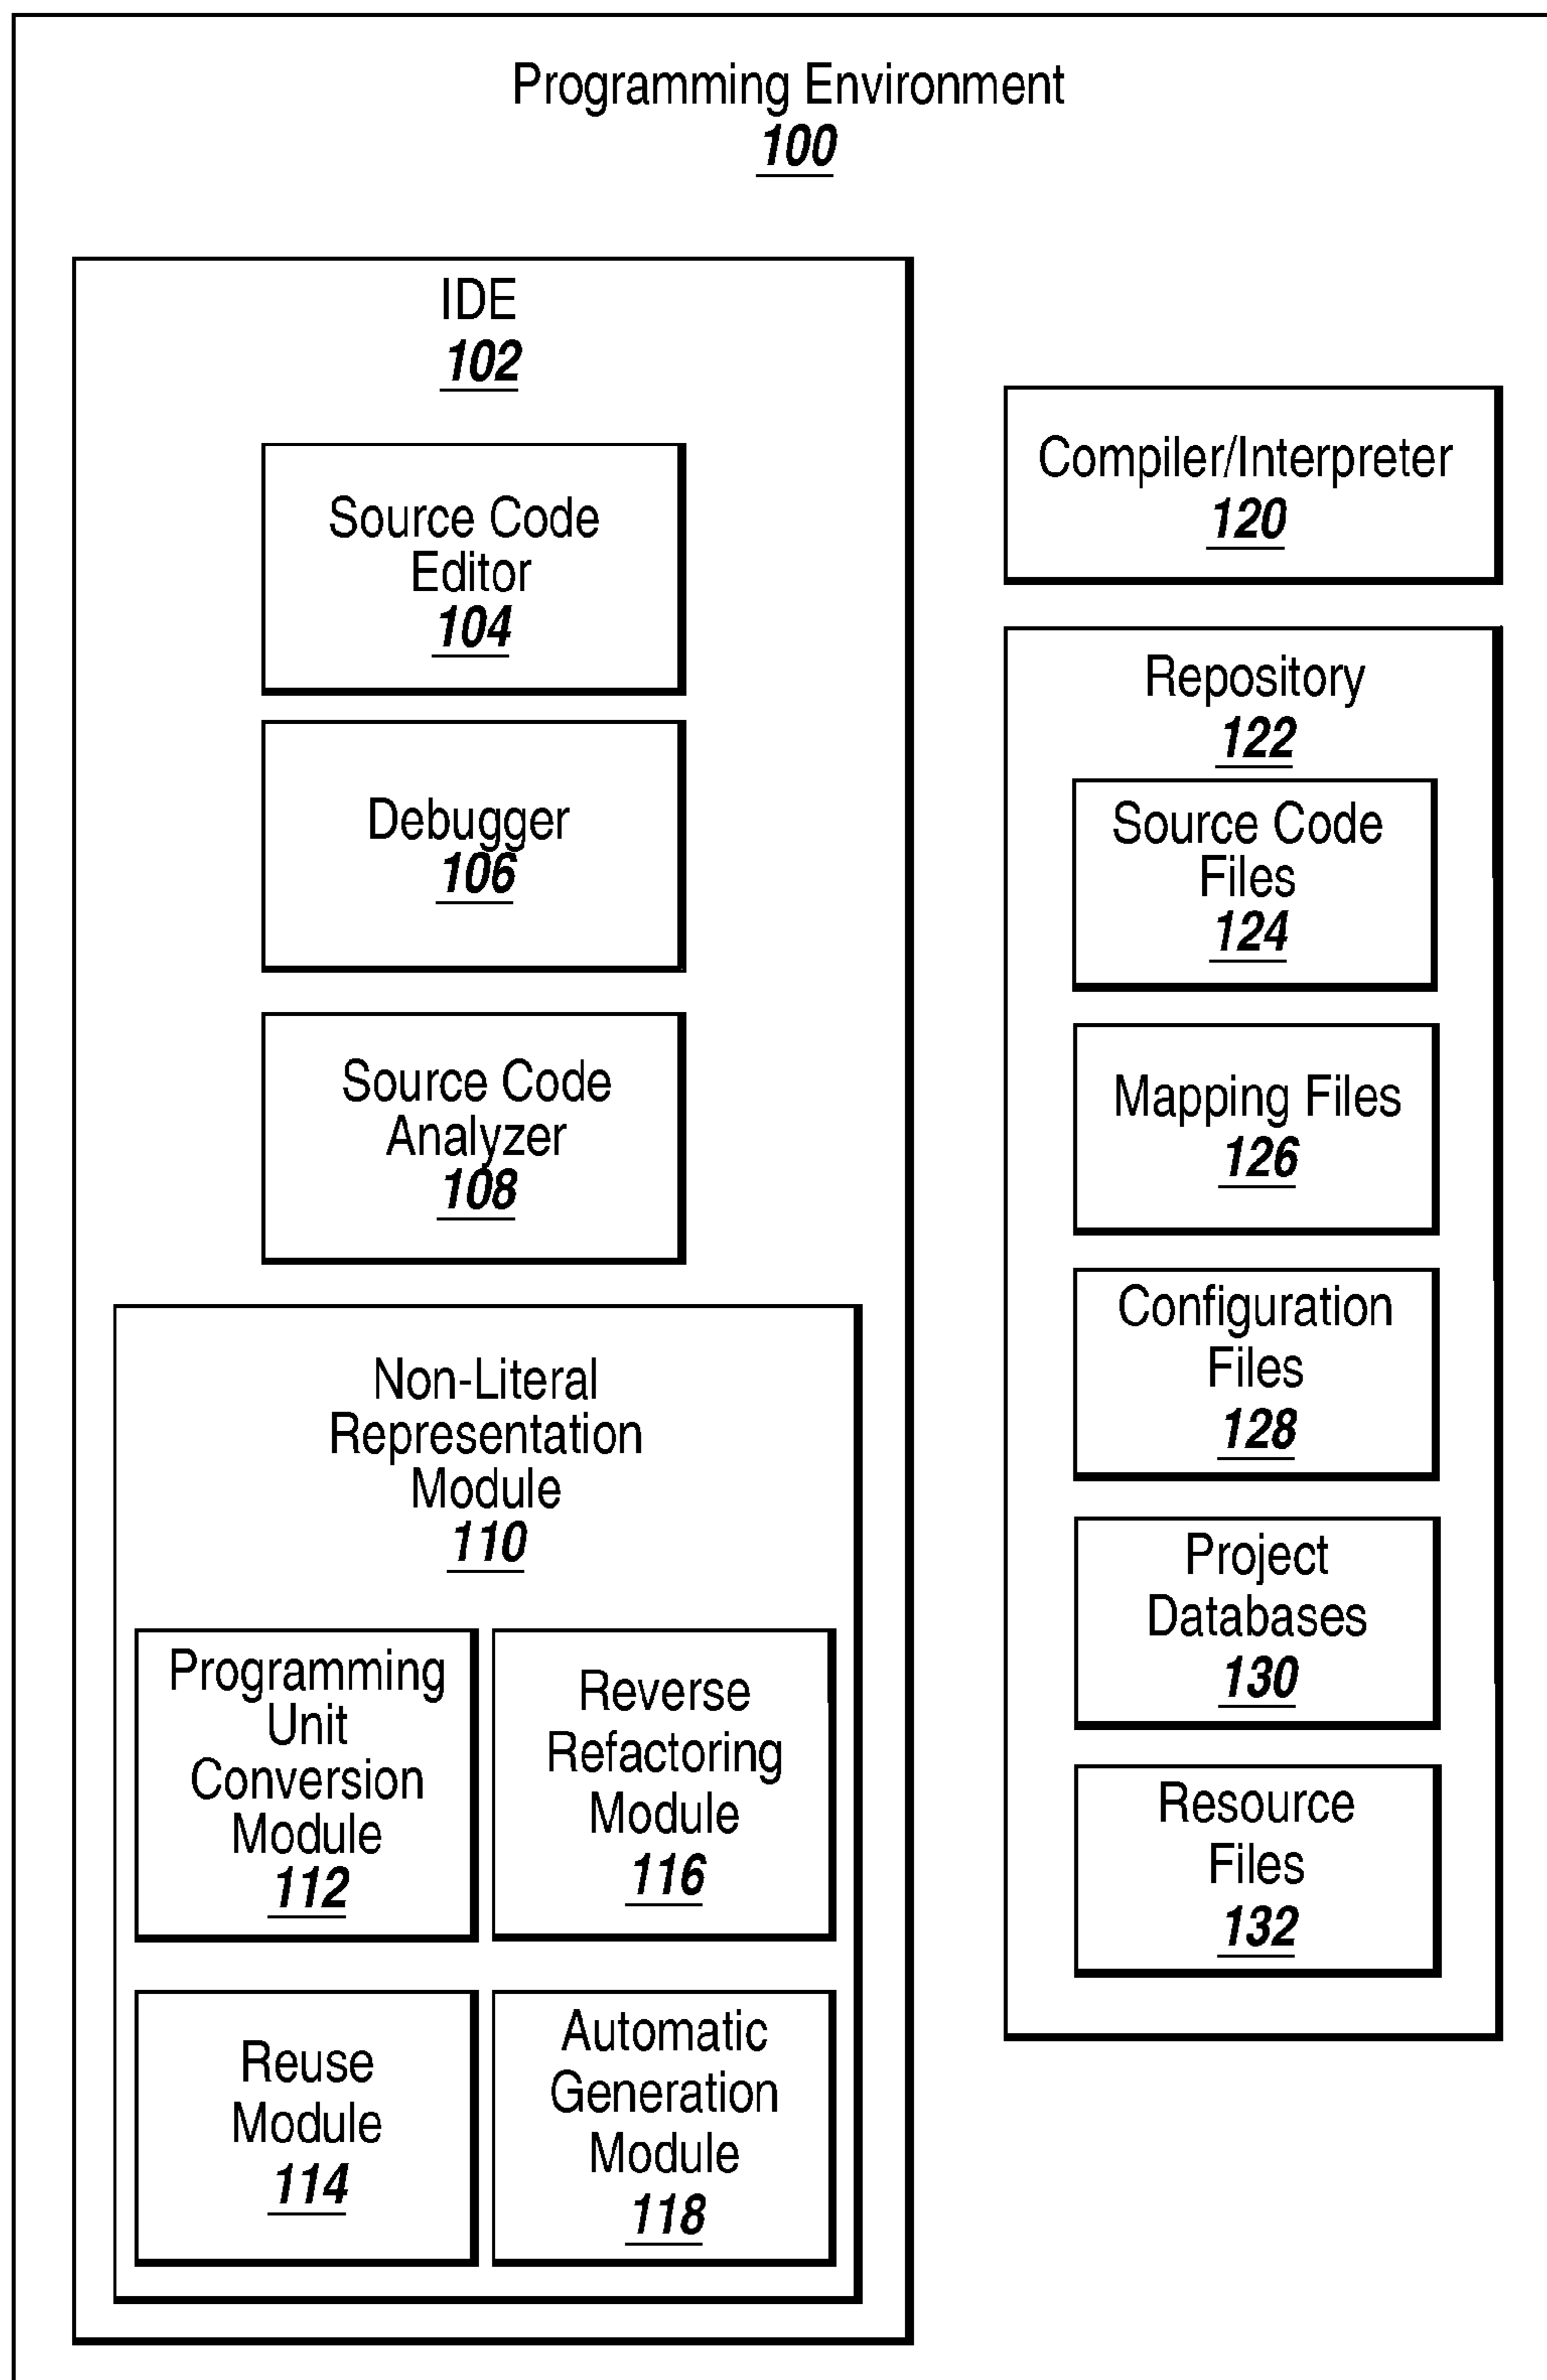 Programming Environment
100
IDE
102
Source Code
Editor
104
Debugger
106
Source Code
Analyzer
108
Non-Literal
Representation
Module
110
Programming
Unit
Conversion
Module
112
Reverse
Refactoring
Module
116
Reuse
Module
114
Automatic
Generation
Module
118
Compiler/Interpreter
120
Repository
122
Source Code
Files
124
Mapping Files
126
Configuration
Files
128
Project
Databases
130
Resource
Files
132